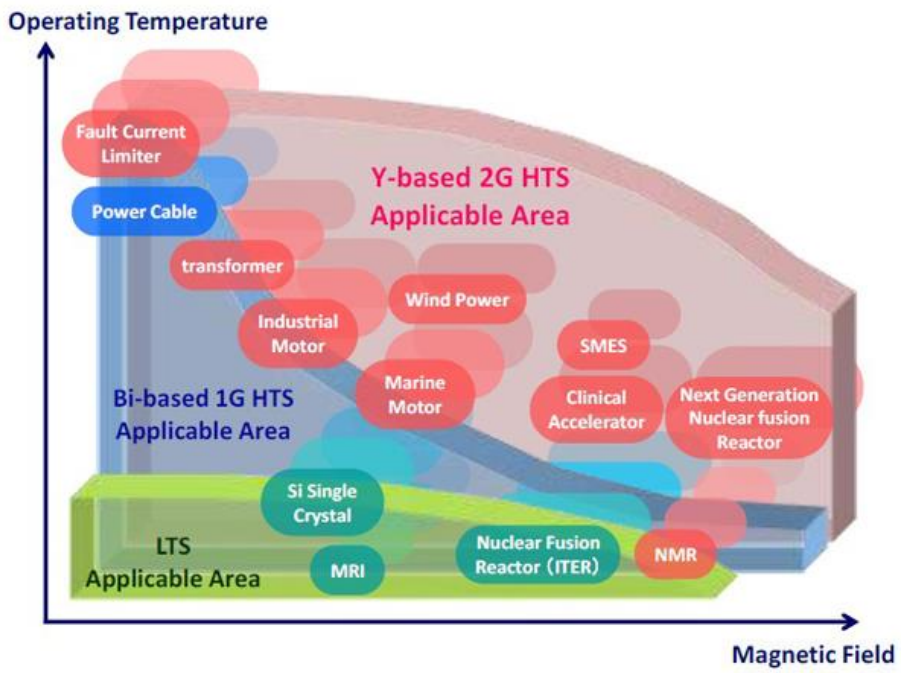 Operating Temperature
Fault Current
Limiter
Power Cable
Y-based 2G HTS
Applicable Area
transformer
Wind Power
Industrial
Motor
SMES
Marine
Motor
Clinical
Accelerator
Next Generation
Nuclear fusion
Reactor
Bi-based 1G HTS
Applicable Area
Si Single
Crystal
LTS
Applicable Area
MRI
Nuclear Fusion
Reactor (ITER)
NMR
Magnetic Field